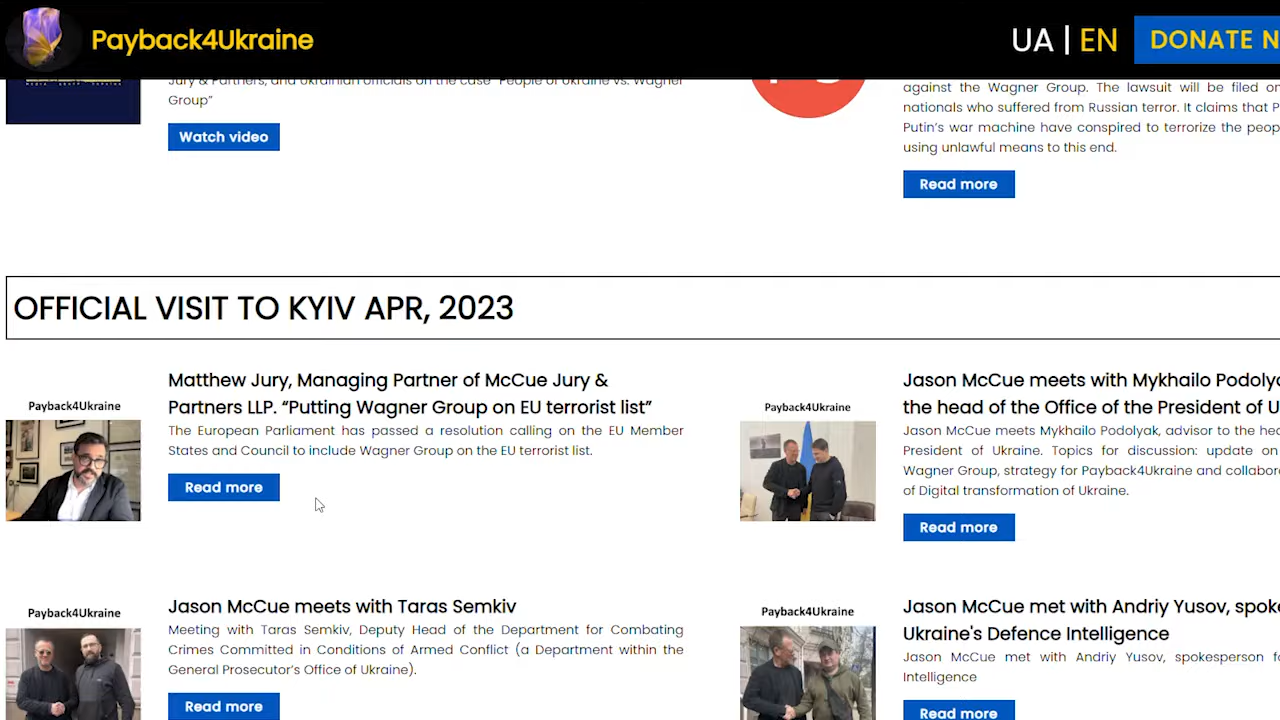 Payback4Ukraine
UA | EN
DONATE N
Jury & Partners, and Ukrainian officials on the case "People of Ukraine vs. Wagner
Group”
Watch video
against the Wagner Group. The lawsuit will be filed on
nationals who suffered from Russian terror. It claims that P
Putin’s war machine have conspired to terrorize the peop
using unlawful means to this end.
Read more
OFFICIAL VISIT TO KYIV APR, 2023
Payback4Ukraine
Matthew Jury, Managing Partner of McCue Jury &
Partners LLP. “Putting Wagner Group on EU terrorist list”
The European Parliament has passed a resolution calling on the EU Member
States and Council to include Wagner Group on the EU terrorist list.
Read more
Payback4Ukraine
Jason McCue meets with Mykhailo Podolya
the head of the Office of the President of U
Jason McCue meets Mykhailo Podolyak, advisor to the hea
President of Ukraine. Topics for discussion: update on
Wagner Group, strategy for Payback4Ukraine and collabora
of Digital transformation of Ukraine.
Read more
Payback4Ukraine
Jason McCue meets with Taras Semkiv
Meeting with Taras Semkiv, Deputy Head of the Department for Combating
Crimes Committed in Conditions of Armed Conflict (a Department within the
General Prosecutor’s Office of Ukraine).
Read more
Payback4Ukraine
Jason McCue met with Andriy Yusov, spoke
Ukraine's Defence Intelligence
Jason McCue met with Andriy Yusov, spokesperson fo
Intelligence
Read more